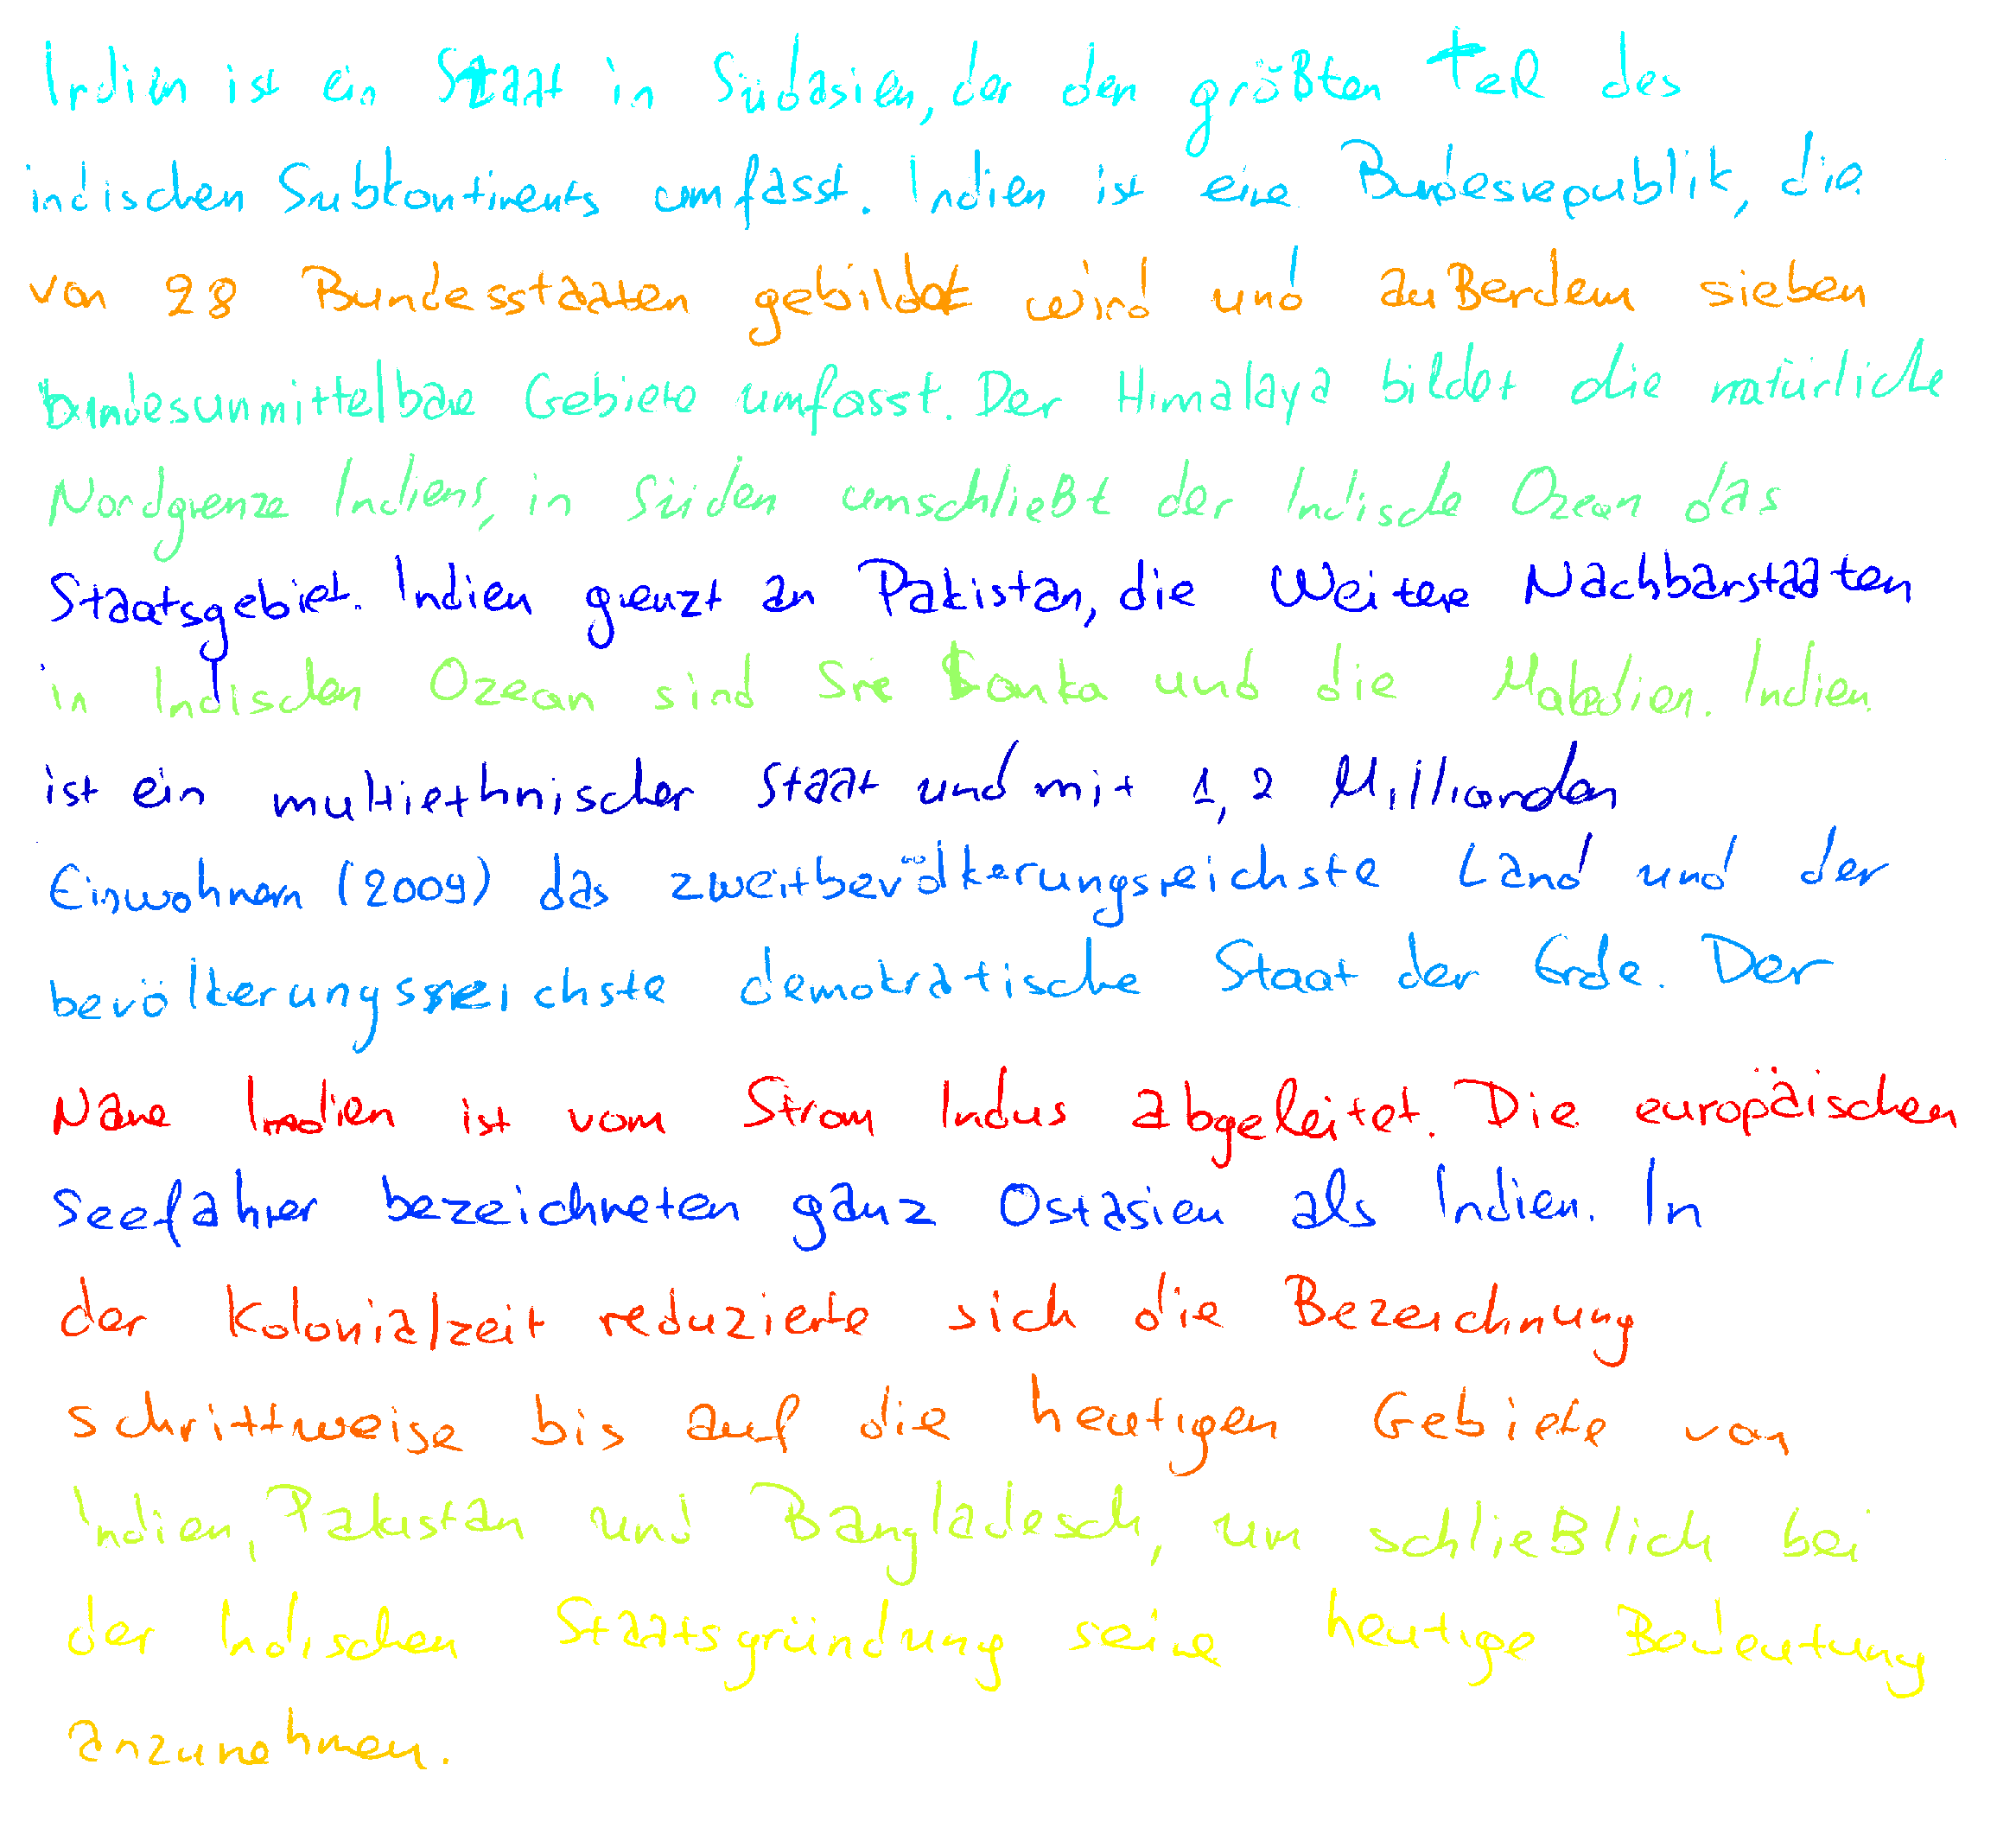 Indien ist ein Staat in Südasien, der den größten Teil des
indischen Subkontinents umfasst. Indien ist eine Bundesrepublik, die
von 28 Bundesstaaten gebildet wird und außerdem sieben
bundesunmittelbare Gebiete umfasst. Der Himalaya bildet die natürliche
Nordgrenze Indiens, in Süden umschließt der Indische Ozean das
Staatsgebiet. Indien grenzt an Pakistan, die Weitere Nachbarstaaten
in Indischen Ozean sind Sri Lanka und die Malediven. Indien
ist ein multiethnischer Staat und mit 1,2 Milliarden
Einwohnern (2009) das zweitbevölkerungsreichste Land und der
bevölkerungsreichste demokratische Staat der Erde. Der
Name Indien ist vom Strom Indus abgeleitet. Die europäischen
Seefahrer bezeichneten ganz Ostasien als Indien. In
der Kolonialzeit reduzierte sich die Bezeichnung
schrittweise bis auf die heutigen Gebiete von
Indien, Pakistan und Bangladesch, um schließlich bei
der Indischen Staatsgründung seine heutige Bedeutung
anzunehmen.